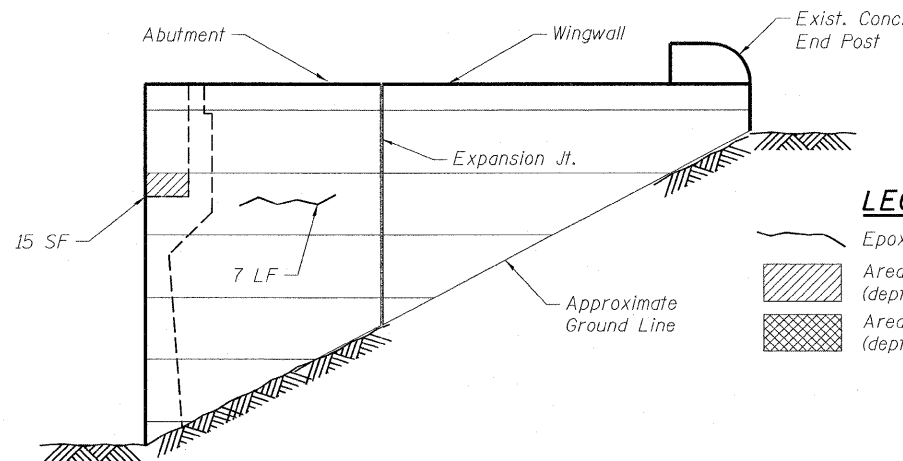 Abutment
Wingwall
Exist. Conc.
End Post
Expansion Jt.
15 SF
7 LF
Approximate
Ground Line
Area
(dept
Area
(dept